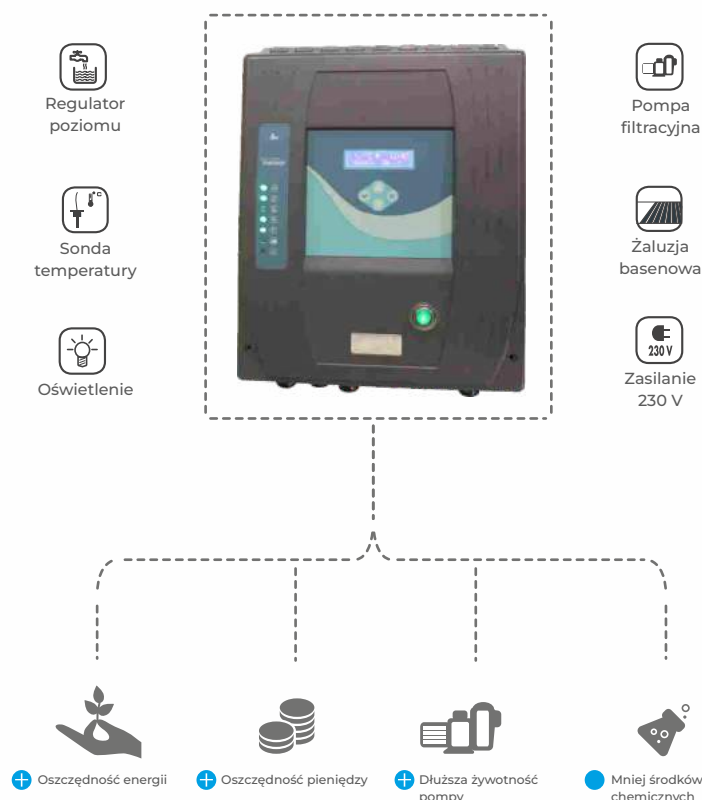 Regulator
poziomu
Sonda
temperatury
°C
Oświetlenie
Pompa
filtracyjna
Żaluzja
basenowa
230 V
Zasilanie
230 V
Oszczędność energii
Oszczędność pieniędzy
Dłuższa żywotność
pompy
Mniej środków
chemicznych